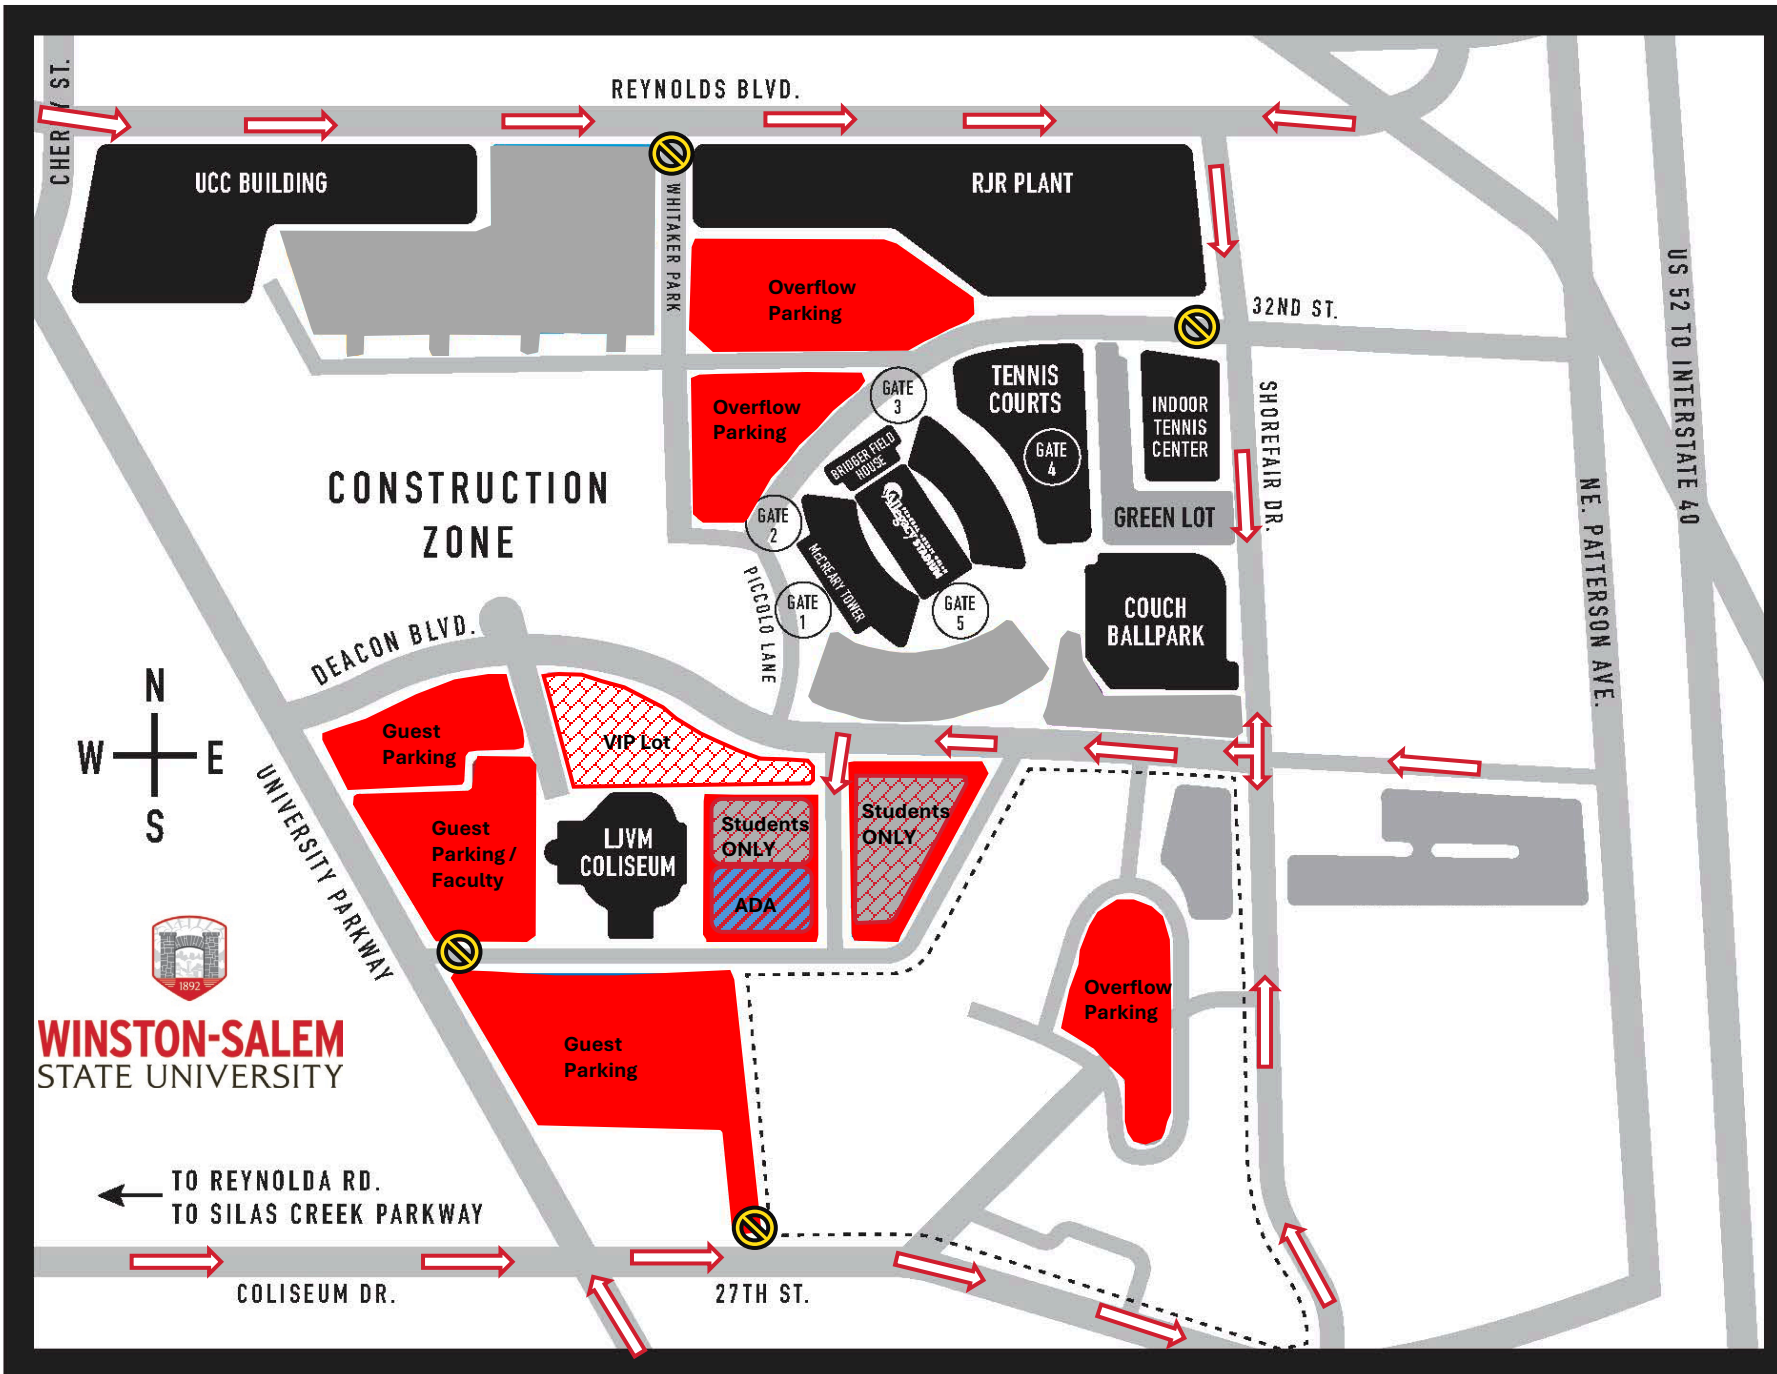 REYNOLDS BLVD.
CHERRY ST.
UCC BUILDING
WHITAKER PARK
RJR PLANT
Overflow
Parking
32ND ST.
US 52 TO INTERSTATE 40
Overflow
Parking
GATE
3
TENNIS
COURTS
GATE
4
INDOOR
TENNIS
CENTER
SHOREFAIR DR.
BRIDGER FIELD
HOUSE
Allegacy
STADIUM
GREEN LOT
NE. PATTERSON AVE.
CONSTRUCTION
ZONE
GATE
2
McCREARY TOWER
GATE
1
GATE
5
PICCOLO LANE
COUCH
BALLPARK
DEACON BLVD.
N
W
E
S
Guest
Parking
VIP Lot
Guest
Parking /
Faculty
LJVM
COLISEUM
Students
ONLY
ADA
Students
ONLY
UNIVERSITY PARKWAY
1892
WINSTON-SALEM
STATE UNIVERSITY
Overflow
Parking
Guest
Parking
TO REYNOLDA RD.
TO SILAS CREEK PARKWAY
COLISEUM DR.
27TH ST.